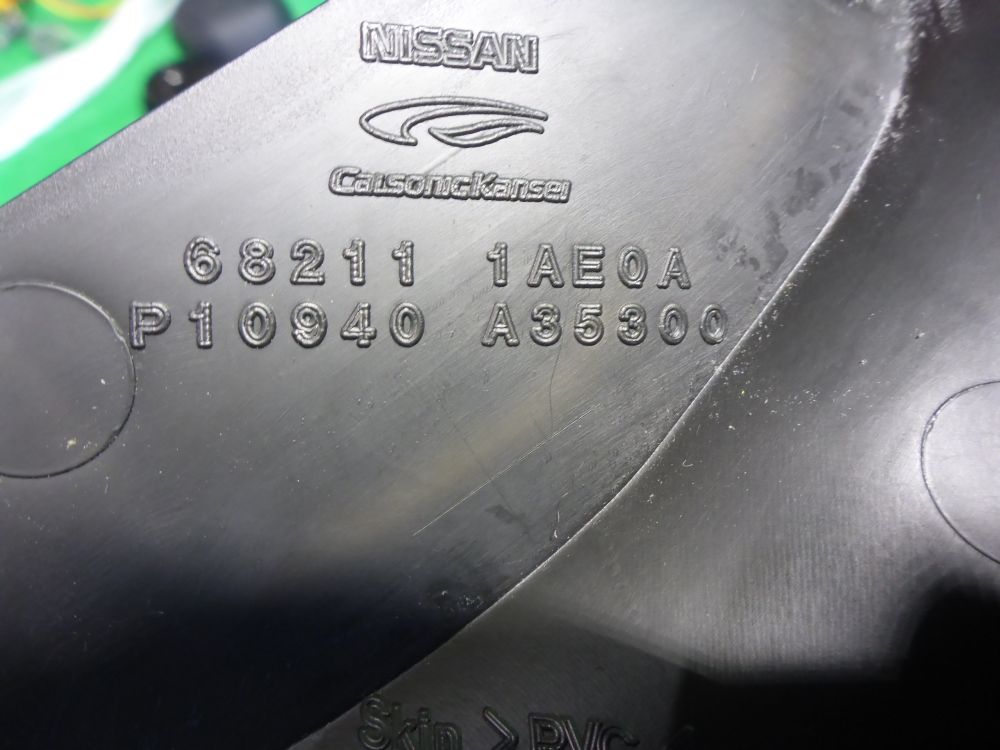 NISSAN
CalsonicKansei
68211 1AE0A
P10940 A35300
Skin >PVC